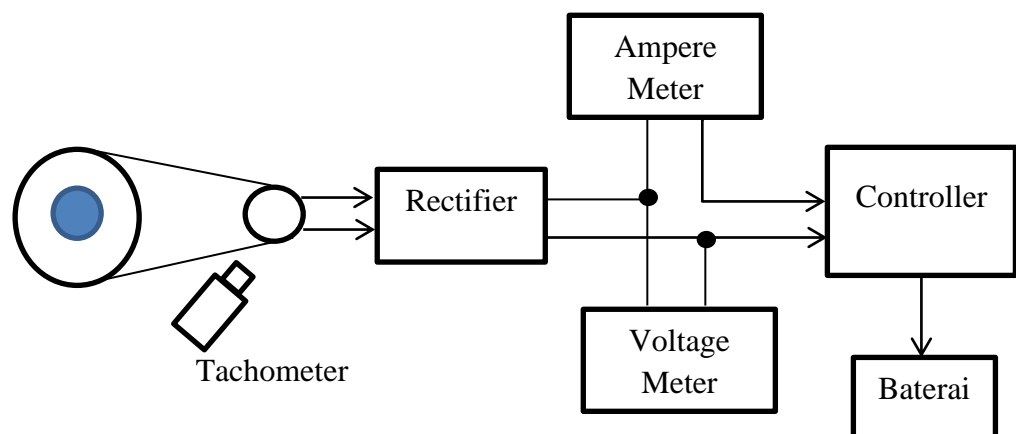 Ampere
Meter
Rectifier
Controller
Tachometer
Voltage
Meter
Baterai